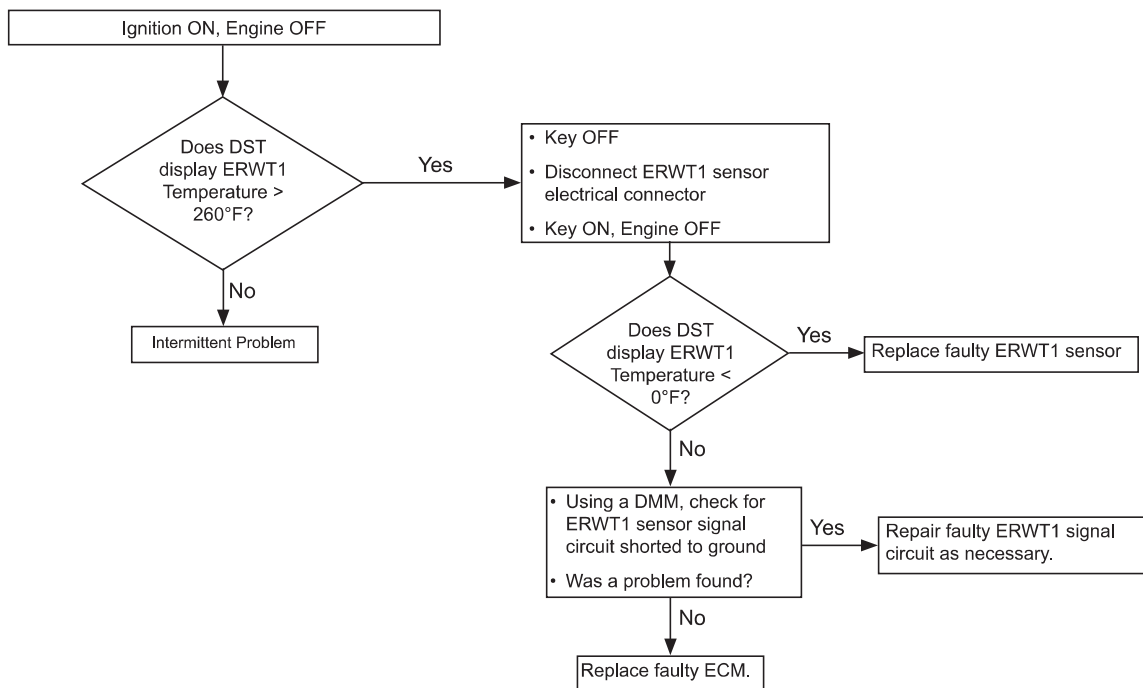 Ignition ON, Engine OFF
Does DST
display ERWT1
Temperature >
260°F?
Yes
No
Intermittent Problem
• Key OFF
• Disconnect ERWT1 sensor
electrical connector
• Key ON, Engine OFF
Does DST
display ERWT1
Temperature <
0°F?
Yes
Replace faulty ERWT1 sensor
No
• Using a DMM, check for
ERWT1 sensor signal
circuit shorted to ground
• Was a problem found?
Yes
Repair faulty ERWT1 signal
circuit as necessary.
No
Replace faulty ECM.